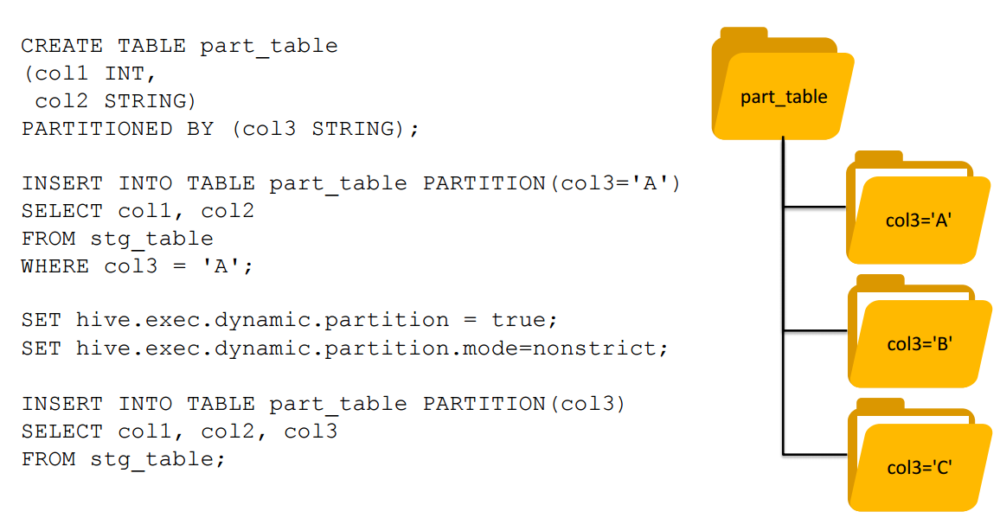 CREATE TABLE part_table
(col1 INT,
 col2 STRING)
PARTITIONED BY (col3 STRING);
INSERT INTO TABLE part_table PARTITION(col3='A')
SELECT col1, col2
FROM stg_table
WHERE col3 = 'A';
SET hive.exec.dynamic.partition = true;
SET hive.exec.dynamic.partition.mode=nonstrict;
INSERT INTO TABLE part_table PARTITION(col3)
SELECT col1, col2, col3
FROM stg_table;
part_table
col3='A'
col3='B'
col3='C'